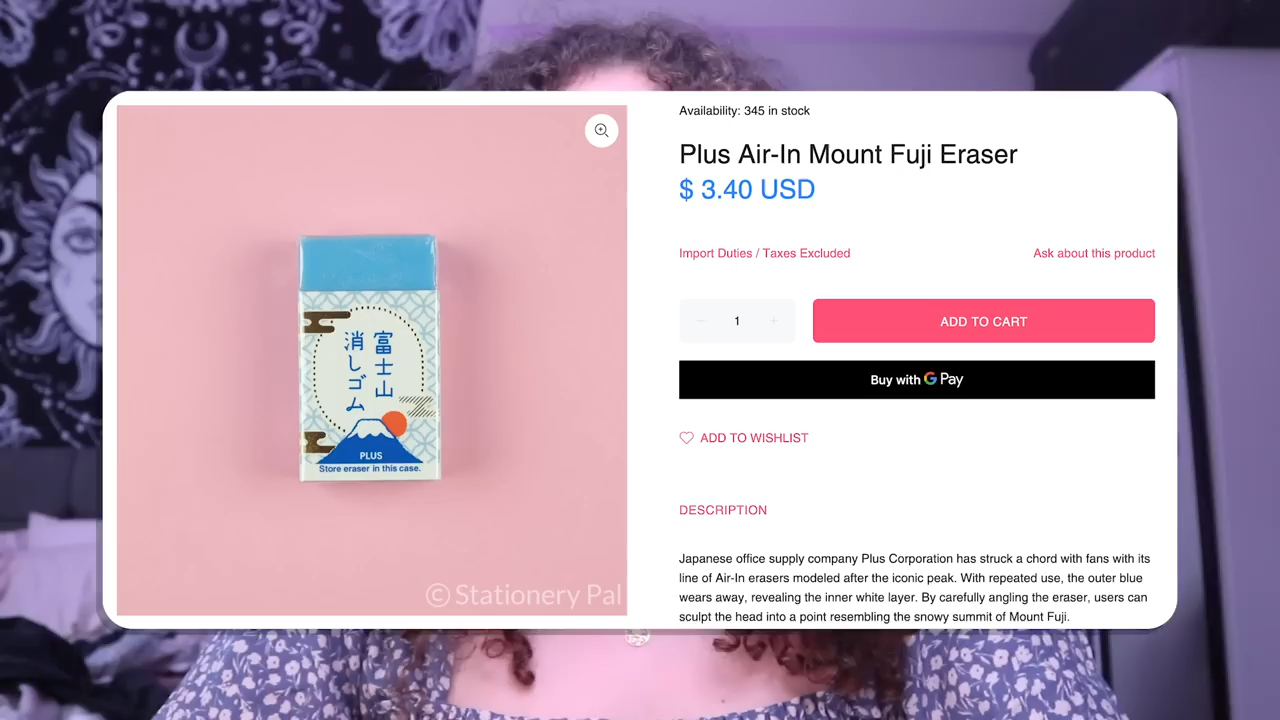 富士山
消しゴム
PLUS
Store eraser in this case.
© Stationery Pal
Availability: 345 in stock
Plus Air-In Mount Fuji Eraser
$ 3.40 USD
Import Duties / Taxes Excluded
Ask about this product
1
ADD TO CART
Buy with G Pay
ADD TO WISHLIST
DESCRIPTION
Japanese office supply company Plus Corporation has struck a chord with fans with its
line of Air-In erasers modeled after the iconic peak. With repeated use, the outer blue
wears away, revealing the inner white layer. By carefully angling the eraser, users can
sculpt the head into a point resembling the snowy summit of Mount Fuji.